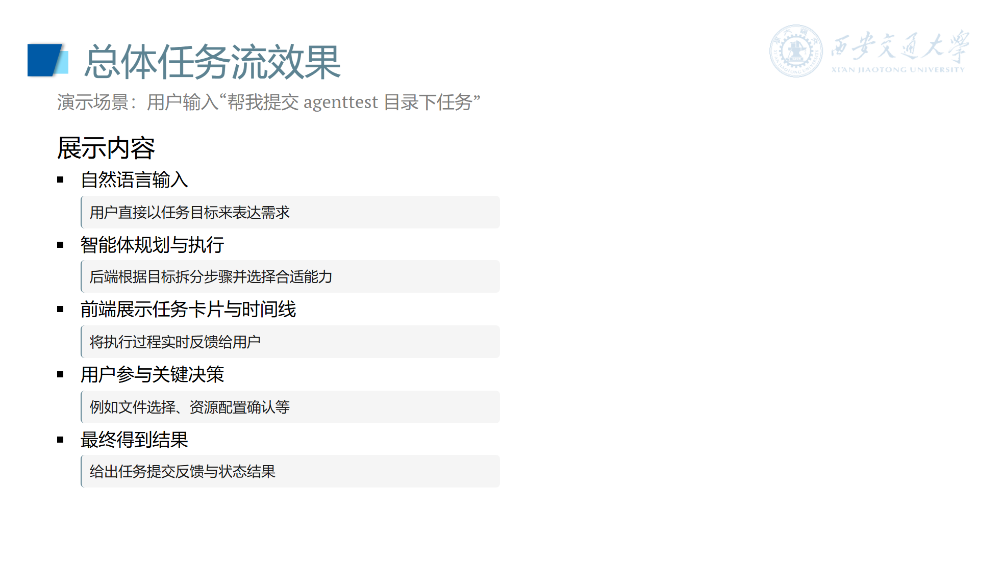 总体任务流效果
西安交通大学
XI'AN JIAOTONG UNIVERSITY
演示场景：用户输入“帮我提交 agenttest 目录下任务”
展示内容
自然语言输入
用户直接以任务目标来表达需求
智能体规划与执行
后端根据目标拆分步骤并选择合适能力
前端展示任务卡片与时间线
将执行过程实时反馈给用户
用户参与关键决策
例如文件选择、资源配置确认等
最终得到结果
给出任务提交反馈与状态结果